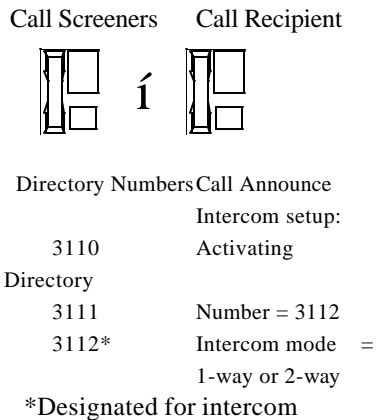 Call Screeners Call Recipient
í
Directory Numbers Call Announce
Intercom setup:
3110 Activating
Directory
3111 Number = 3112
3112* Intercom mode =
1-way or 2-way
*Designated for intercom